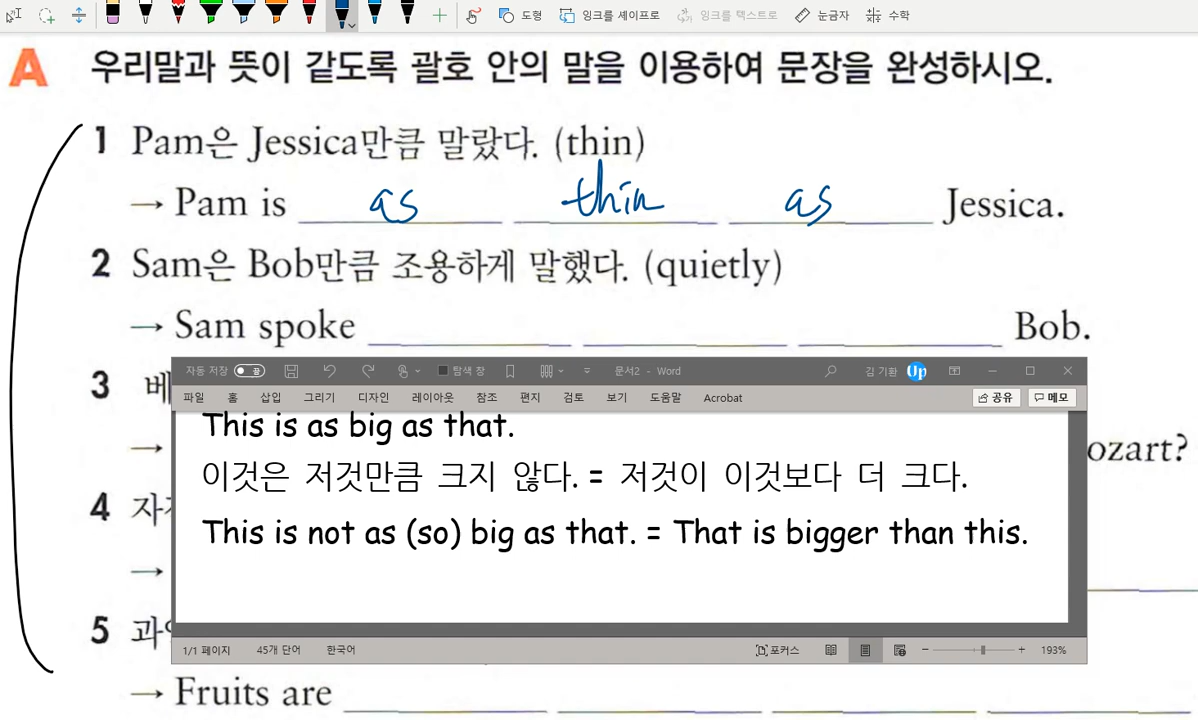 도형 잉크를 셰이프로 잉크를 텍스트로 눈금자 수학
A 우리말과 뜻이 같도록 괄호 안의 말을 이용하여 문장을 완성하시오.
1 Pam은 Jessica만큼 말랐다. (thin)
→ Pam is as thin as Jessica.
2 Sam은 Bob만큼 조용하게 말했다. (quietly)
→ Sam spoke Bob.
3 베
자동 저장 끔 탐색 창 문서2 - Word 김 기환 Up
파일 홈 삽입 그리기 디자인 레이아웃 참조 편지 검토 보기 도움말 Acrobat 공유 메모
This is as big as that.
→ ozart?
이것은 저것만큼 크지 않다. = 저것이 이것보다 더 크다.
4 자
This is not as (so) big as that. = That is bigger than this.
→
5 과
1/1 페이지 45개 단어 한국어 포커스 193%
→ Fruits are